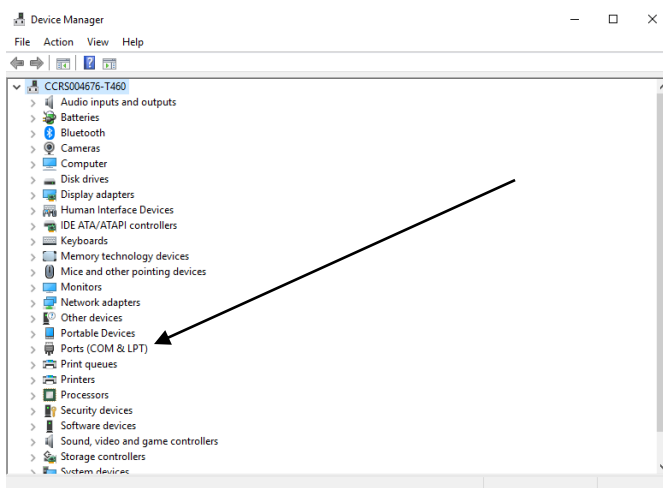 Device Manager
File Action View Help
CCRS004676-T460
Audio inputs and outputs
Batteries
Bluetooth
Cameras
Computer
Disk drives
Display adapters
Human Interface Devices
IDE ATA/ATAPI controllers
Keyboards
Memory technology devices
Mice and other pointing devices
Monitors
Network adapters
Other devices
Portable Devices
Ports (COM & LPT)
Print queues
Printers
Processors
Security devices
Software devices
Sound, video and game controllers
Storage controllers
System devices